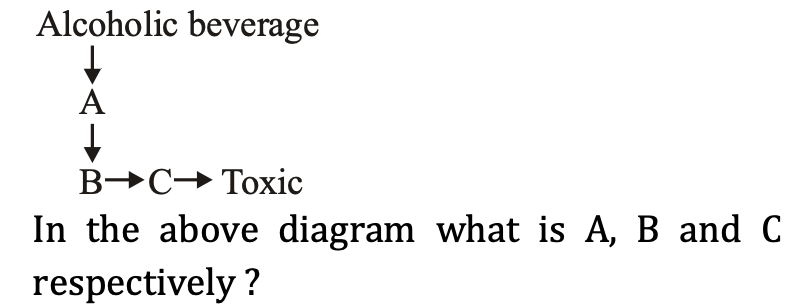 Alcoholic beverage
A
B→C→ Toxic
In the above diagram what is A, B and C
respectively ?